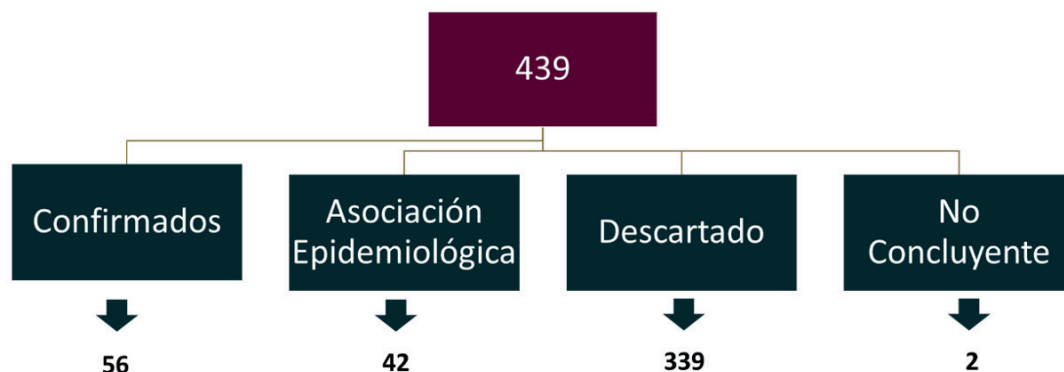 439
Confirmados
Asociación
Epidemiológica
Descartado
No
Concluyente
56
42
339
2